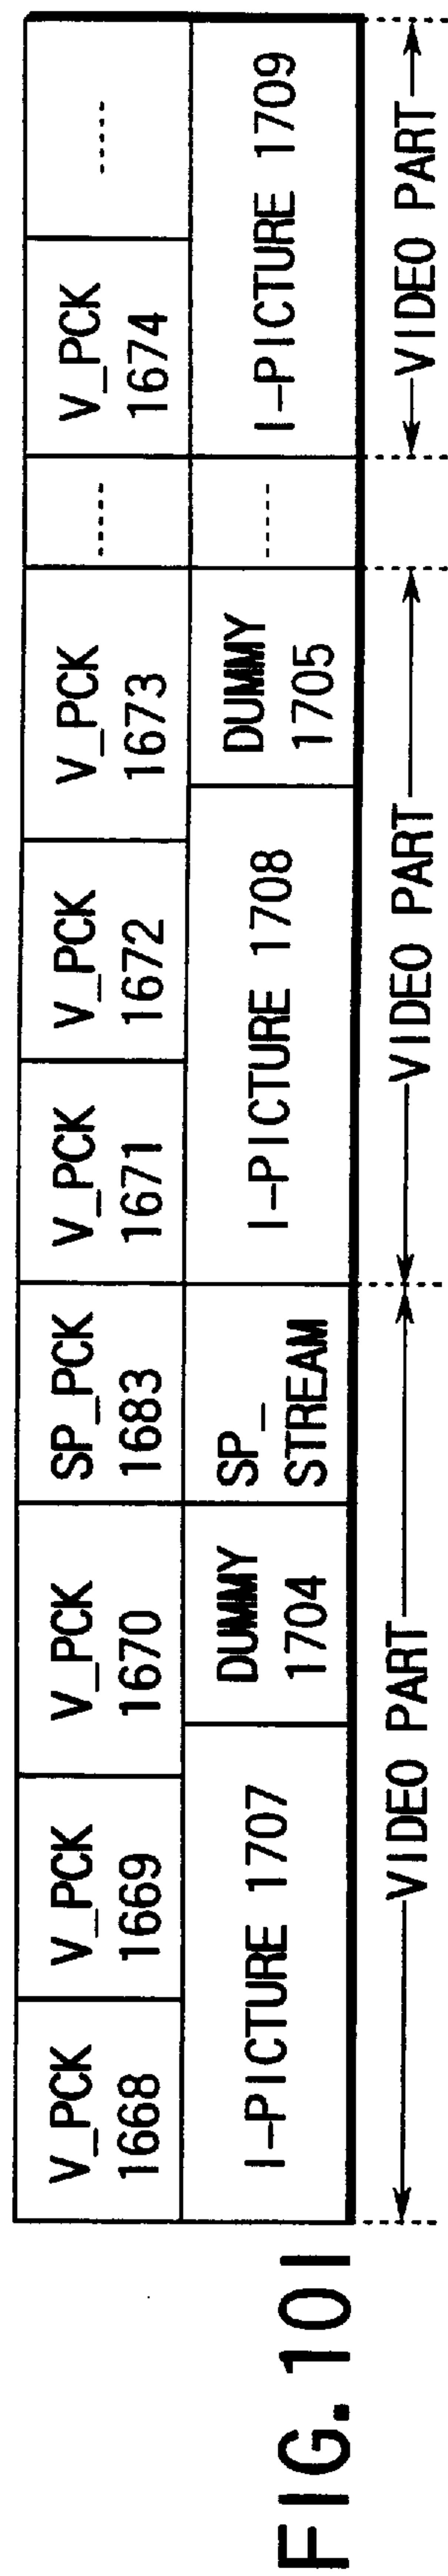 V_PCK
1668
V_PCK
1669
V_PCK
1670
SP_PCK
1683
V_PCK
1671
V_PCK
1672
V_PCK
1673
-----
V_PCK
1674
-----
I-PICTURE 1707
DUMMY
1704
SP_
STREAM
I-PICTURE 1708
DUMMY
1705
-----
I-PICTURE 1709
VIDEO PART
VIDEO PART
VIDEO PART
FIG. 10I